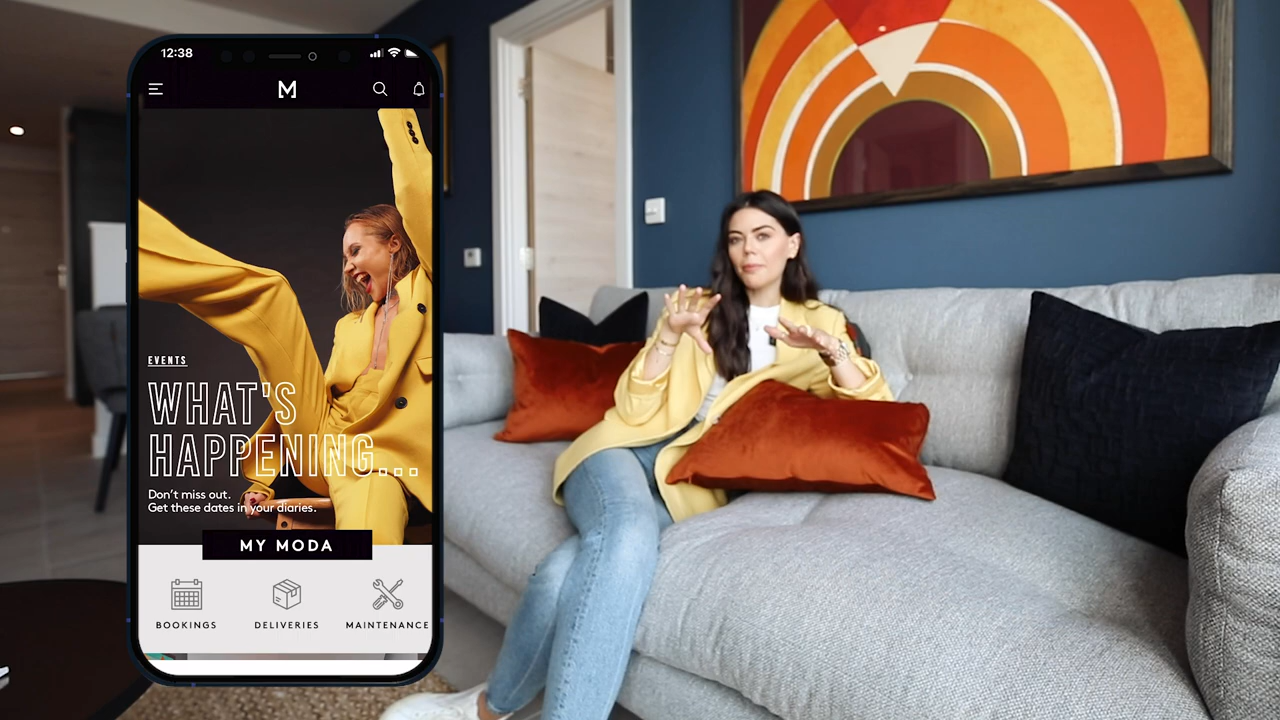 12:38
M
EVENTS
WHAT'S
HAPPENING...
Don't miss out.
Get these dates in your diaries.
MY MODA
BOOKINGS
DELIVERIES
MAINTENANCE